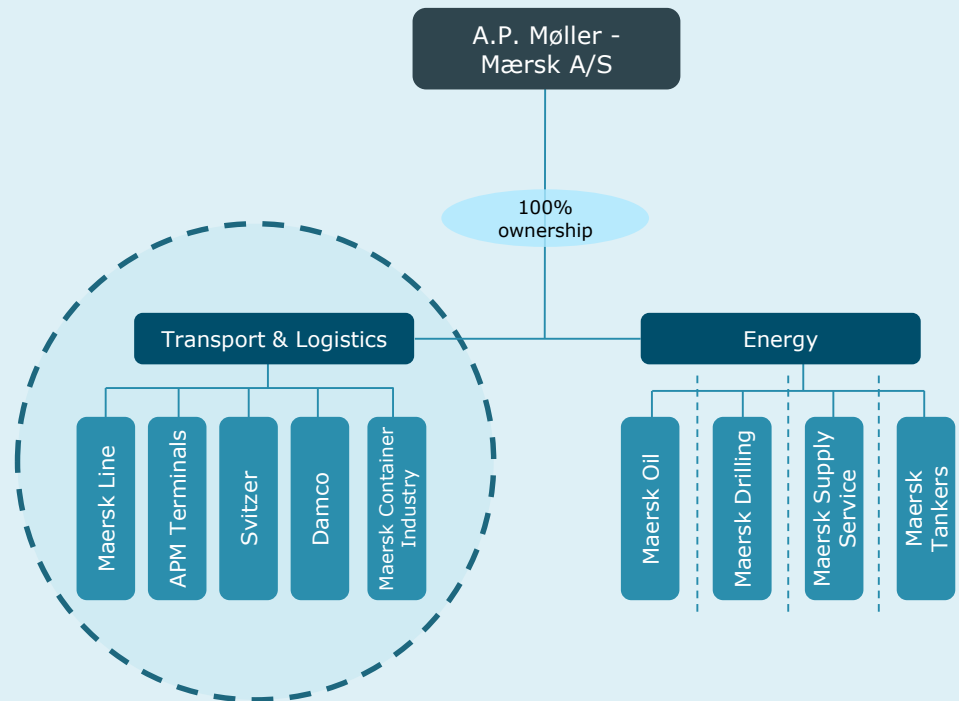 A.P. Møller -
Mærsk A/S
100%
ownership
Transport & Logistics
Energy
Maersk Line
APM Terminals
Svitzer
Damco
Maersk Container
Industry
Maersk Oil
Maersk Drilling
Maersk Supply
Service
Maersk
Tankers